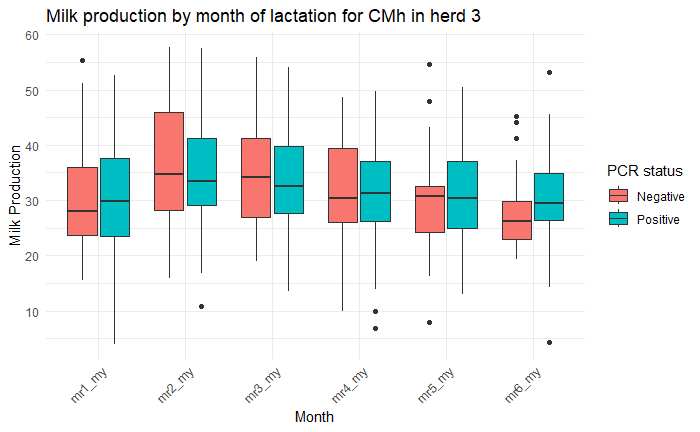 Milk production by month of lactation for CMh in herd 3
Milk Production
60
50
40
30
20
10
mr1_my
mr2_my
mr3_my
mr4_my
mr5_my
mr6_my
Month
PCR status
Negative
Positive